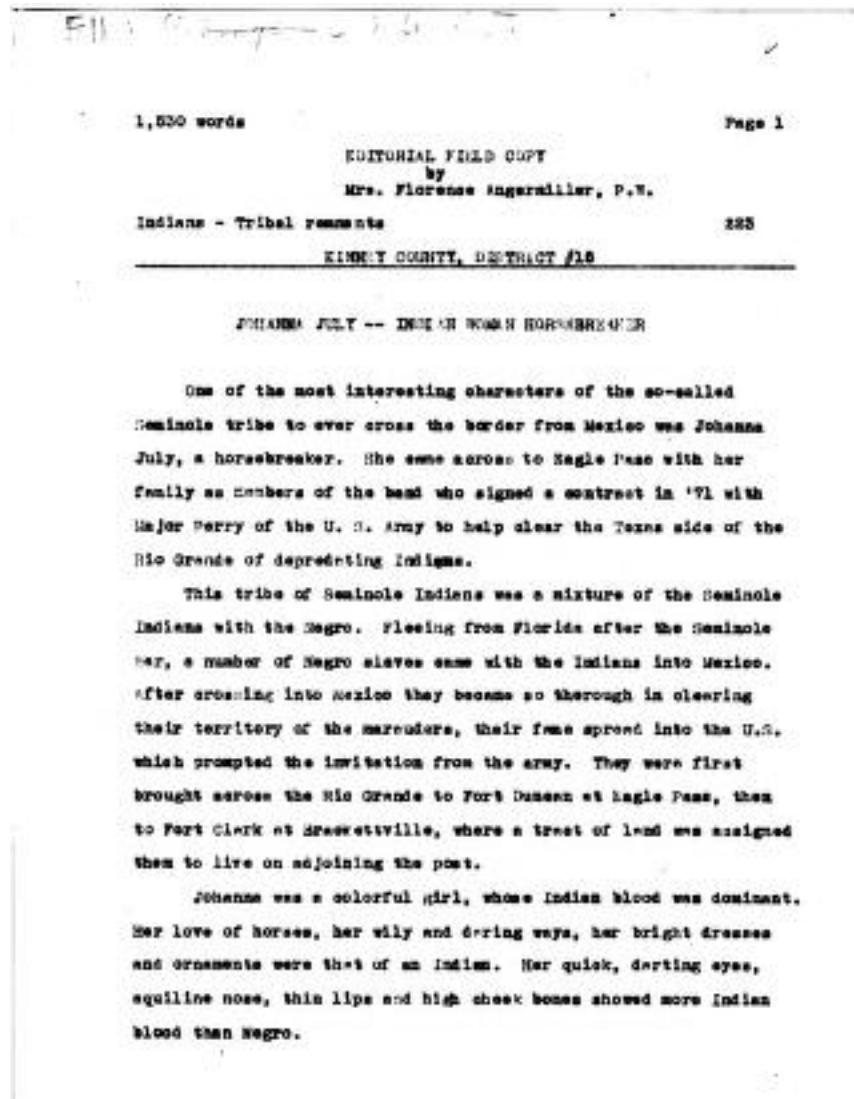 1,530 words Page 1
EDITORIAL FIELD COPY
by
Mrs. Florence Angermiller, P.W.
Indians - Tribal remnants 223
KINNEY COUNTY, DISTRICT #18
JOHANNA JULY -- INDIAN WOMAN HORSEBREAKER
One of the most interesting characters of the so-called
Seminole tribe to ever cross the border from Mexico was Johanna
July, a horsebreaker. She came across to Eagle Pass with her
family as members of the band who signed a contract in '71 with
Major Perry of the U. S. Army to help clear the Texas side of the
Rio Grande of depredating Indians.
This tribe of Seminole Indians was a mixture of the Seminole
Indians with the Negro. Fleeing from Florida after the Seminole
War, a number of Negro slaves came with the Indians into Mexico.
After crossing into Mexico they became so thorough in clearing
their territory of the marauders, their fame spread into the U.S.
which prompted the invitation from the army. They were first
brought across the Rio Grande to Fort Duncan at Eagle Pass, then
to Fort Clark at Brackettville, where a tract of land was assigned
them to live on adjoining the post.
Johanna was a colorful girl, whose Indian blood was dominant.
Her love of horses, her wily and daring ways, her bright dresses
and ornaments were that of an Indian. Her quick, darting eyes,
aquiline nose, thin lips and high cheek bones showed more Indian
blood than Negro.